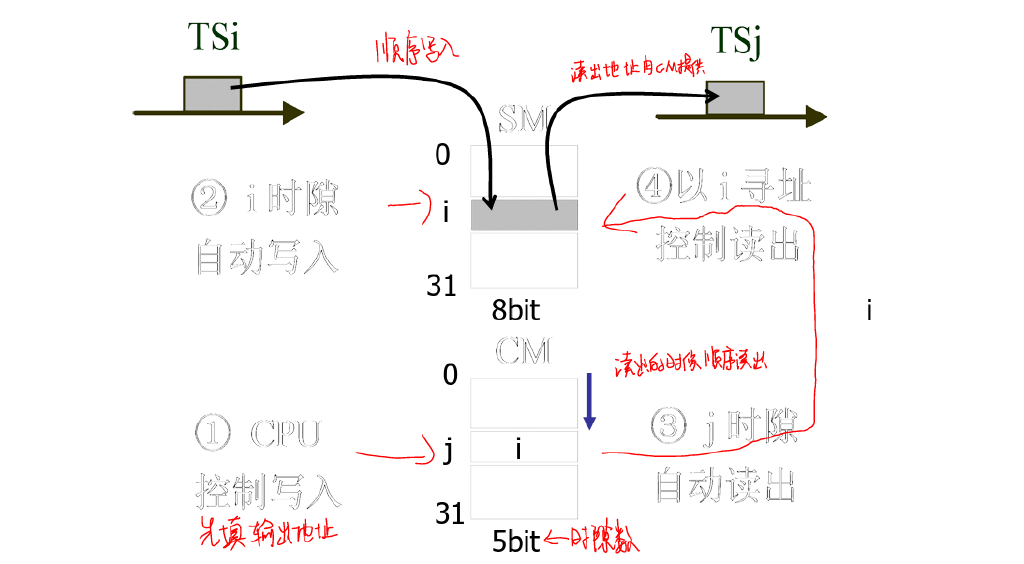 TSi
顺序写入
TSj
读出地址由CM提供
SM
0
② i时隙
自动写入
i
④以i寻址
控制读出
31
8bit
i
CM
0
读出的时候顺序读出
① CPU
控制写入
j
i
③ j时隙
自动读出
31
先填输出地址
5bit
←时隙数